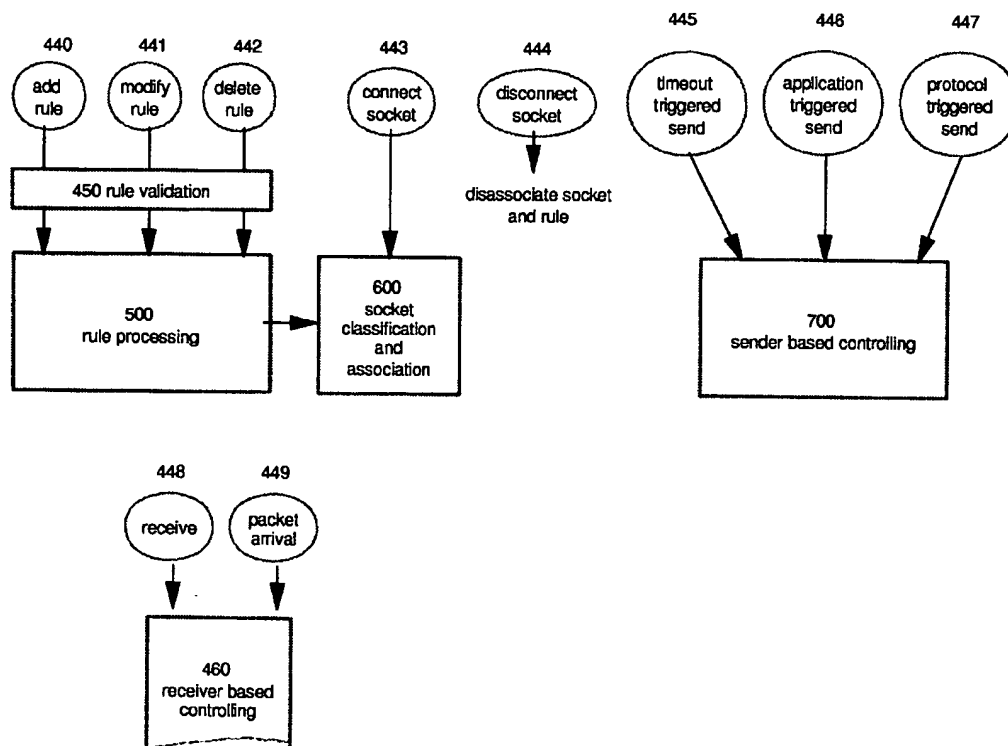 440 441 442 443 444 445 446 447
add rule
modify rule
delete rule
connect socket
disconnect socket
timeout triggered send
application triggered send
protocol triggered send
450 rule validation
disassociate socket
and rule
500
rule processing
600
socket
classification
and
association
700
sender based controlling
448 449
receive
packet arrival
460
receiver based
controlling